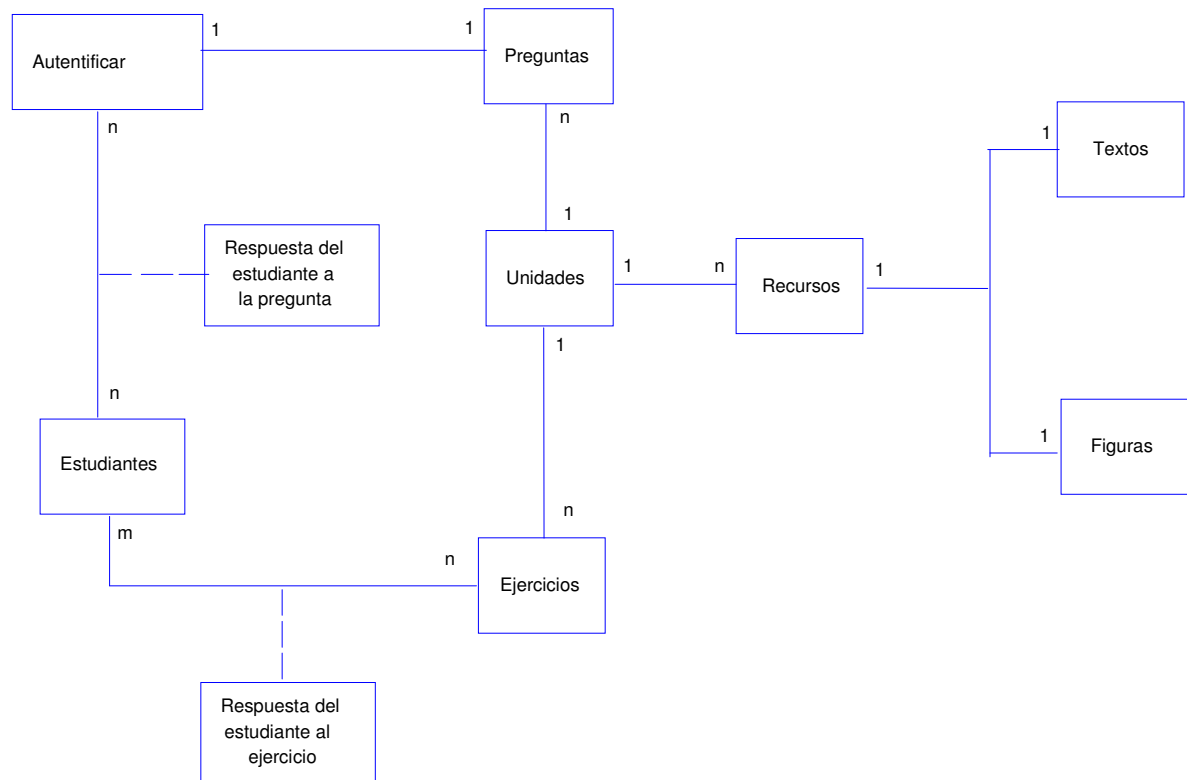 1 1
Autentificar
Preguntas
n
n
1
Textos
1
Respuesta del
estudiante a
la pregunta
Unidades
1
n
Recursos
1
1
n
Estudiantes
1
Figuras
m
n
n
Ejercicios
Respuesta del
estudiante al
ejercicio